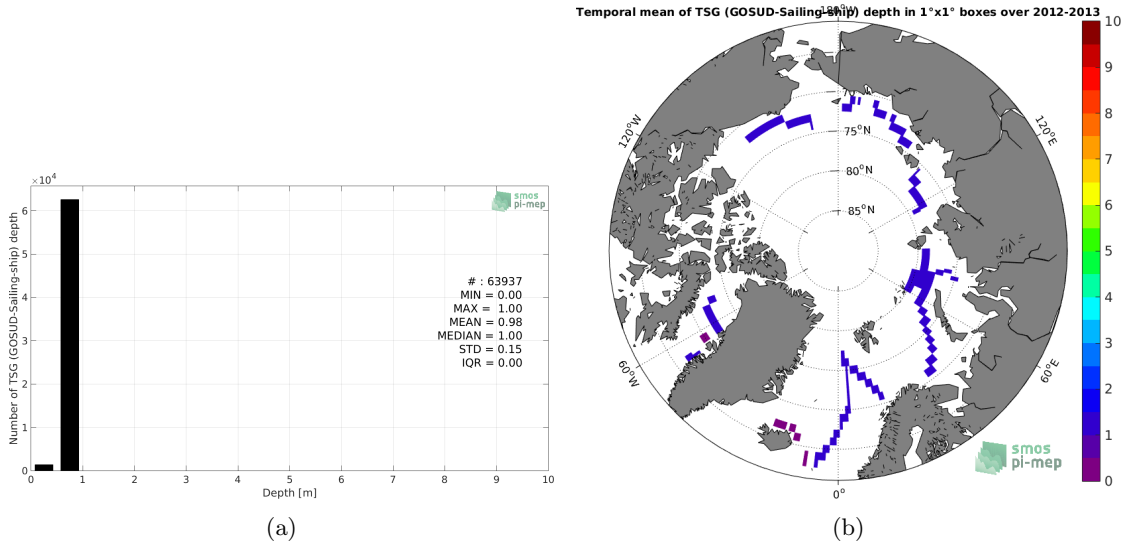 Temporal mean of TSG (GOSUD-Sailing-ship) depth in 1°x1° boxes over 2012-2013
×10⁴
6
5
4
3
2
1
0
Number of TSG (GOSUD-Sailing-ship) depth
smos
pi-mep
# : 63937
MIN = 0.00
MAX = 1.00
MEAN = 0.98
MEDIAN = 1.00
STD = 0.15
IQR = 0.00
0 1 2 3 4 5 6 7 8 9 10
Depth [m]
(a)
180°W
120°W
120°E
70
75°N
80°N
85°N
60°W
60°E
0°
smos
pi-mep
10
9
8
7
6
5
4
3
2
1
0
(b)